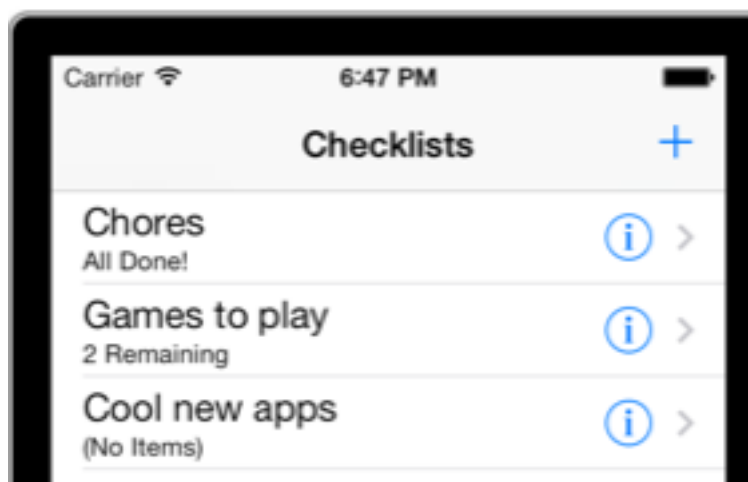 Carrier 6:47 PM
Checklists +
Chores
All Done!
Games to play
2 Remaining
Cool new apps
(No Items)